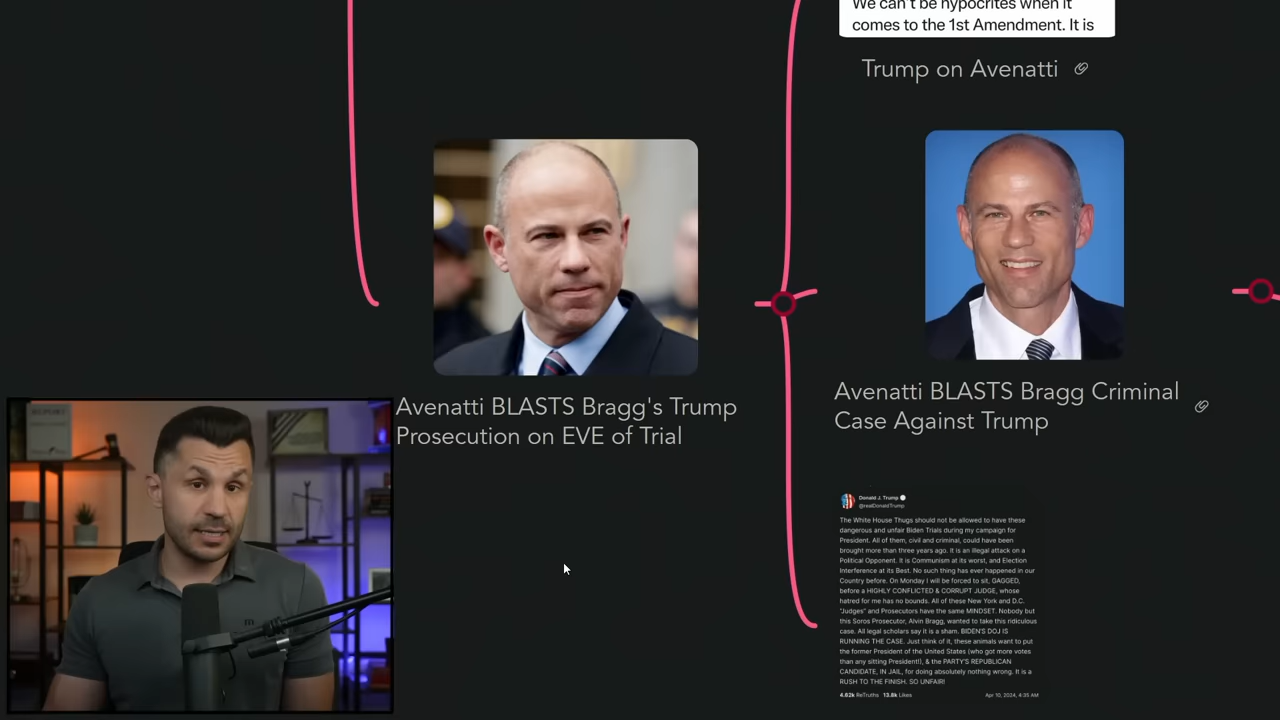 We can't be hypocrites when it
comes to the 1st Amendment. It is
Trump on Avenatti
Avenatti BLASTS Bragg's Trump
Prosecution on EVE of Trial
Avenatti BLASTS Bragg Criminal
Case Against Trump
Donald J. Trump
@realDonaldTrump
The White House Thugs should not be allowed to have these
dangerous and unfair Biden Trials during my campaign for
President. All of them, civil and criminal, could have been
brought more than three years ago. It is an illegal attack on a
Political Opponent. It is Communism at its worst, and Election
Interference at its Best. No such thing has ever happened in our
Country before. On Monday I will be forced to sit, GAGGED,
before a HIGHLY CONFLICTED & CORRUPT JUDGE, whose
hatred for me has no bounds. All of these New York and D.C.
"Judges" and Prosecutors have the same MINDSET. Nobody but
this Soros Prosecutor, Alvin Bragg, wanted to take this ridiculous
case. All legal scholars say it is a sham. BIDEN'S DOJ IS
RUNNING THE CASE. Just think of it, these animals want to put
the former President of the United States (who got more votes
than any sitting President!), & the PARTY'S REPUBLICAN
CANDIDATE, IN JAIL, for doing absolutely nothing wrong. It is a
RUSH TO THE FINISH. SO UNFAIR!
4.62k ReTruths 13.8k Likes Apr 10, 2024, 4:35 AM